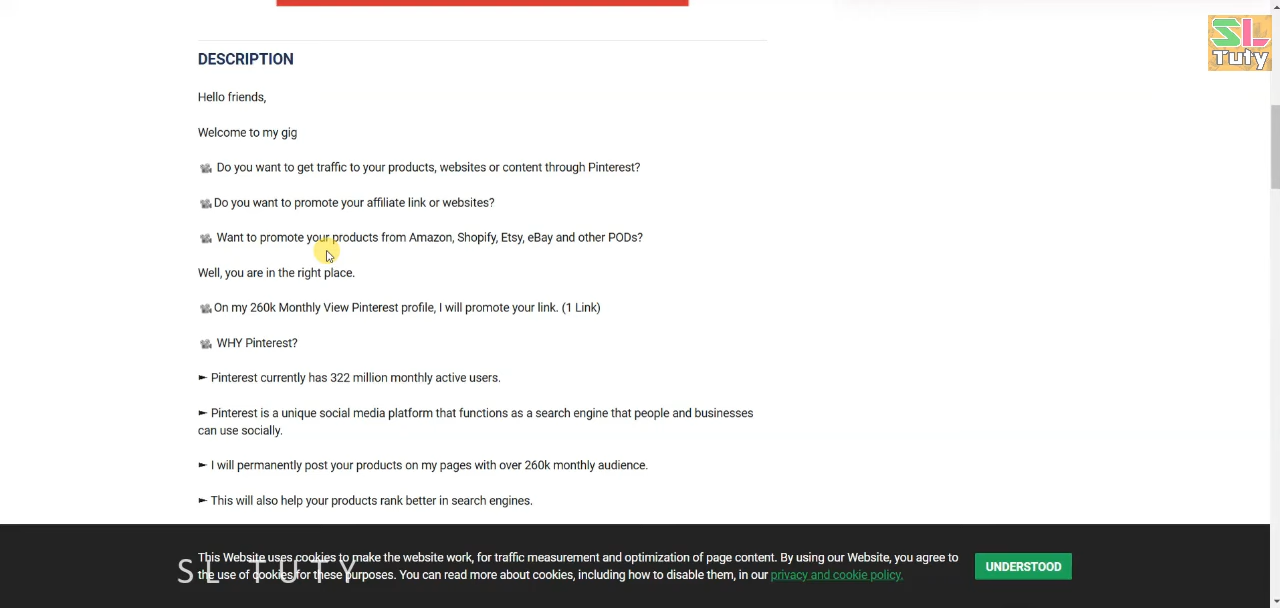 SL
Tuty
DESCRIPTION
Hello friends,
Welcome to my gig
Do you want to get traffic to your products, websites or content through Pinterest?
Do you want to promote your affiliate link or websites?
Want to promote your products from Amazon, Shopify, Etsy, eBay and other PODs?
Well, you are in the right place.
On my 260k Monthly View Pinterest profile, I will promote your link. (1 Link)
WHY Pinterest?
► Pinterest currently has 322 million monthly active users.
► Pinterest is a unique social media platform that functions as a search engine that people and businesses
can use socially.
► I will permanently post your products on my pages with over 260k monthly audience.
► This will also help your products rank better in search engines.
This Website uses cookies to make the website work, for traffic measurement and optimization of page content. By using our Website, you agree to
the use of cookies for these purposes. You can read more about cookies, including how to disable them, in our privacy and cookie policy.
UNDERSTOOD
SL TUTY